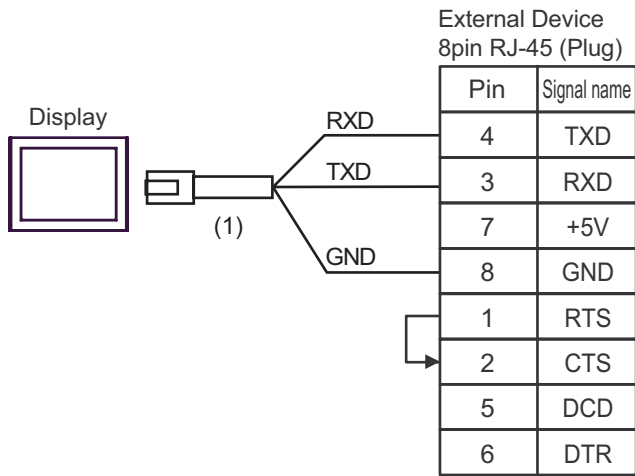 External Device
8pin RJ-45 (Plug)
Pin Signal name
Display
RXD
4 TXD
TXD
3 RXD
(1)
7 +5V
GND
8 GND
1 RTS
2 CTS
5 DCD
6 DTR